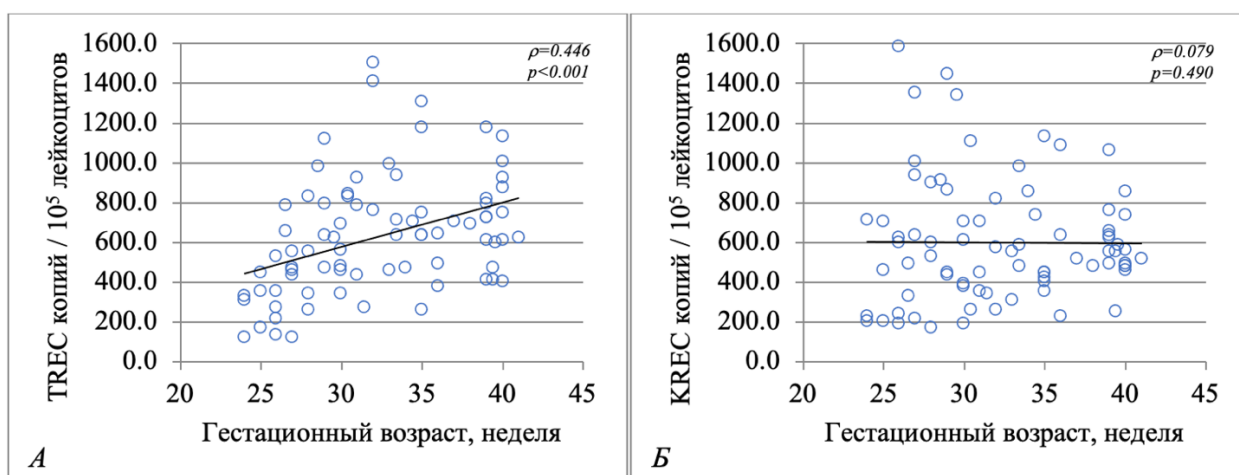 TREC копий / 10⁵ лейкоцитов
1600.0
1400.0
1200.0
1000.0
800.0
600.0
400.0
200.0
0.0
20 25 30 35 40 45
ρ=0.446
p<0.001
Гестационный возраст, неделя
А
KREC копий / 10⁵ лейкоцитов
1600.0
1400.0
1200.0
1000.0
800.0
600.0
400.0
200.0
0.0
20 25 30 35 40 45
ρ=0.079
p=0.490
Гестационный возраст, неделя
Б